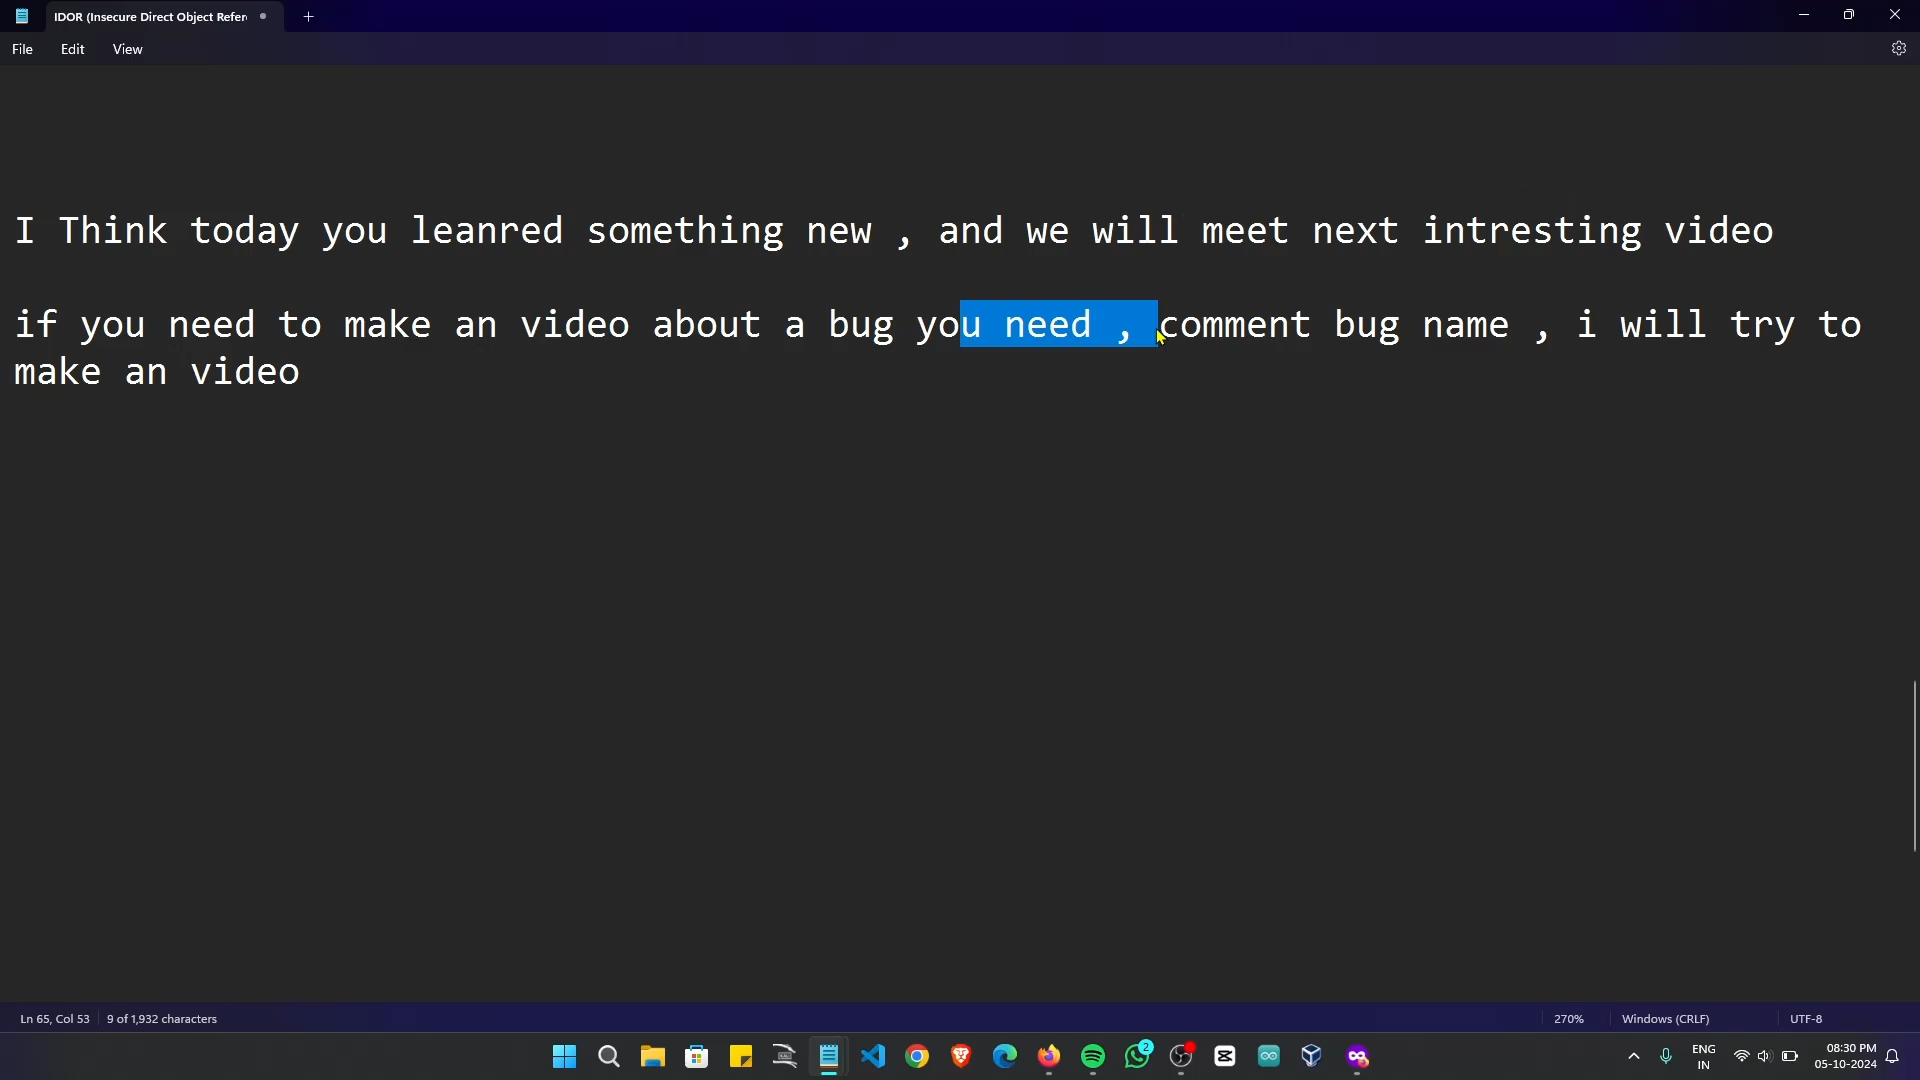 IDOR (Insecure Direct Object Refer
File Edit View
I Think today you leanred something new , and we will meet next intresting video
if you need to make an video about a bug you need , comment bug name , i will try to
make an video
Ln 65, Col 53 9 of 1,932 characters 270% Windows (CRLF) UTF-8
2
ENG
IN
08:30 PM
05-10-2024